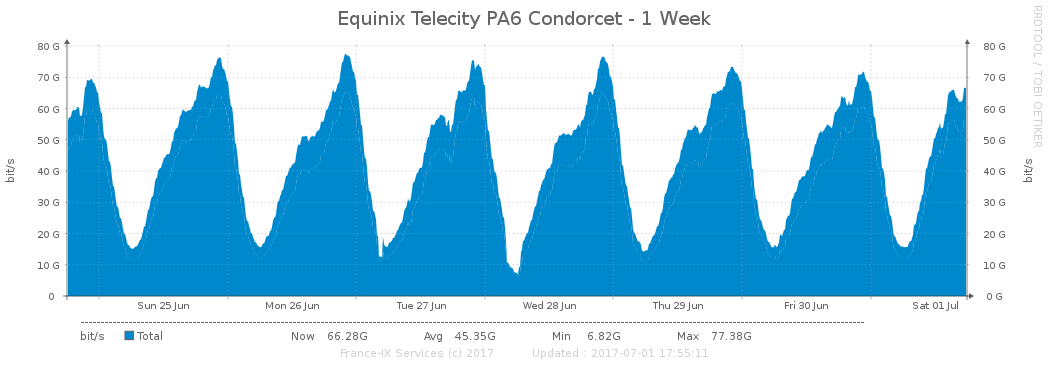 Equinix Telecity PA6 Condorcet - 1 Week
RRDTOOL / TOBI OETIKER
80 G 80 G
70 G 70 G
60 G 60 G
50 G 50 G
40 G 40 G
30 G 30 G
20 G 20 G
10 G 10 G
0 0 G
bit/s bit/s
Sun 25 Jun Mon 26 Jun Tue 27 Jun Wed 28 Jun Thu 29 Jun Fri 30 Jun Sat 01 Jul
bit/s Total Now 66.28G Avg 45.35G Min 6.82G Max 77.38G
France-IX Services (c) 2017 Updated : 2017-07-01 17:55:11